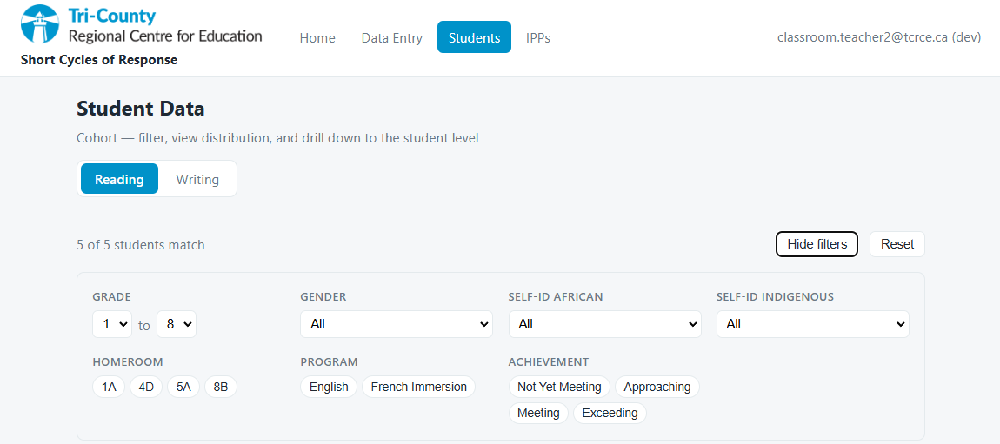 Tri-County
Regional Centre for Education
Short Cycles of Response
Home
Data Entry
Students
IPPs
classroom.teacher2@tcrce.ca (dev)
Student Data
Cohort — filter, view distribution, and drill down to the student level
Reading
Writing
5 of 5 students match
Hide filters
Reset
GRADE
1 to 8
GENDER
All
SELF-ID AFRICAN
All
SELF-ID INDIGENOUS
All
HOMEROOM
1A 4D 5A 8B
PROGRAM
English French Immersion
ACHIEVEMENT
Not Yet Meeting Approaching
Meeting Exceeding